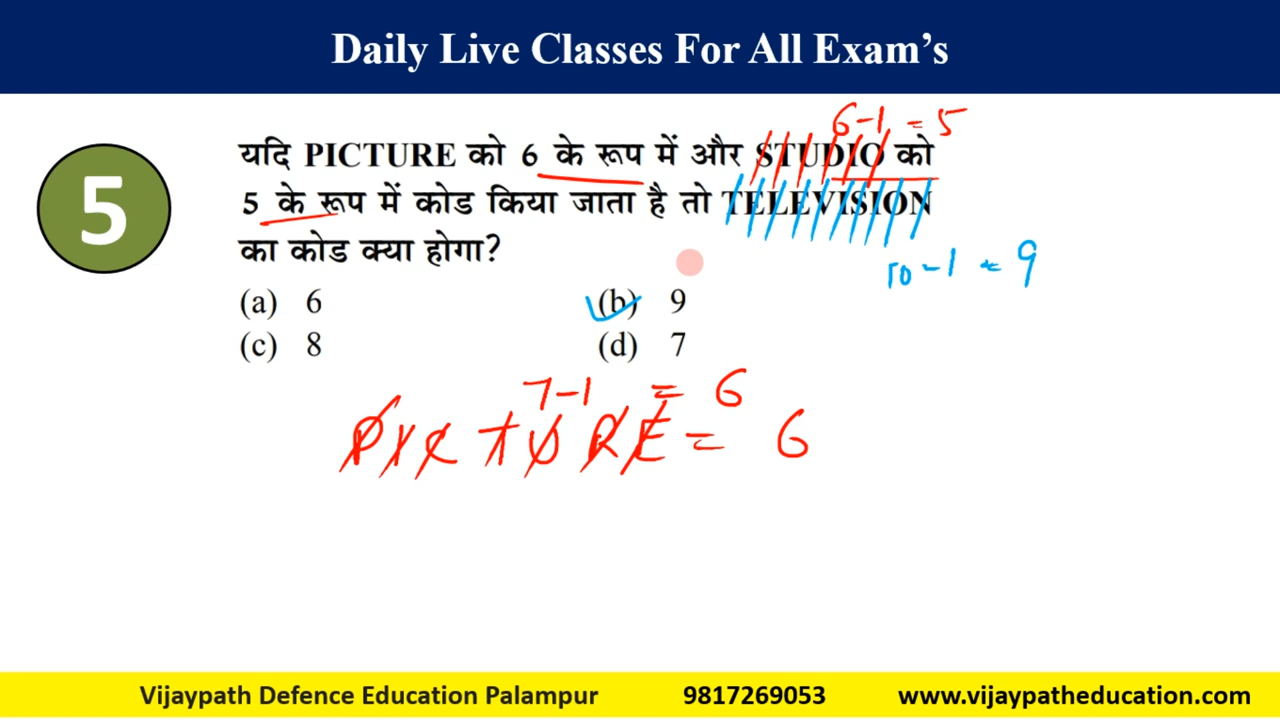 Daily Live Classes For All Exam's
6-1 = 5
5
यदि PICTURE को 6 के रूप में और STUDIO को
5 के रूप में कोड किया जाता है तो TELEVISION
का कोड क्या होगा?
10-1 = 9
(a) 6 (b) 9
(c) 8 (d) 7
7-1 = 6
PICTURE = 6
Vijaypath Defence Education Palampur 9817269053 www.vijaypatheducation.com